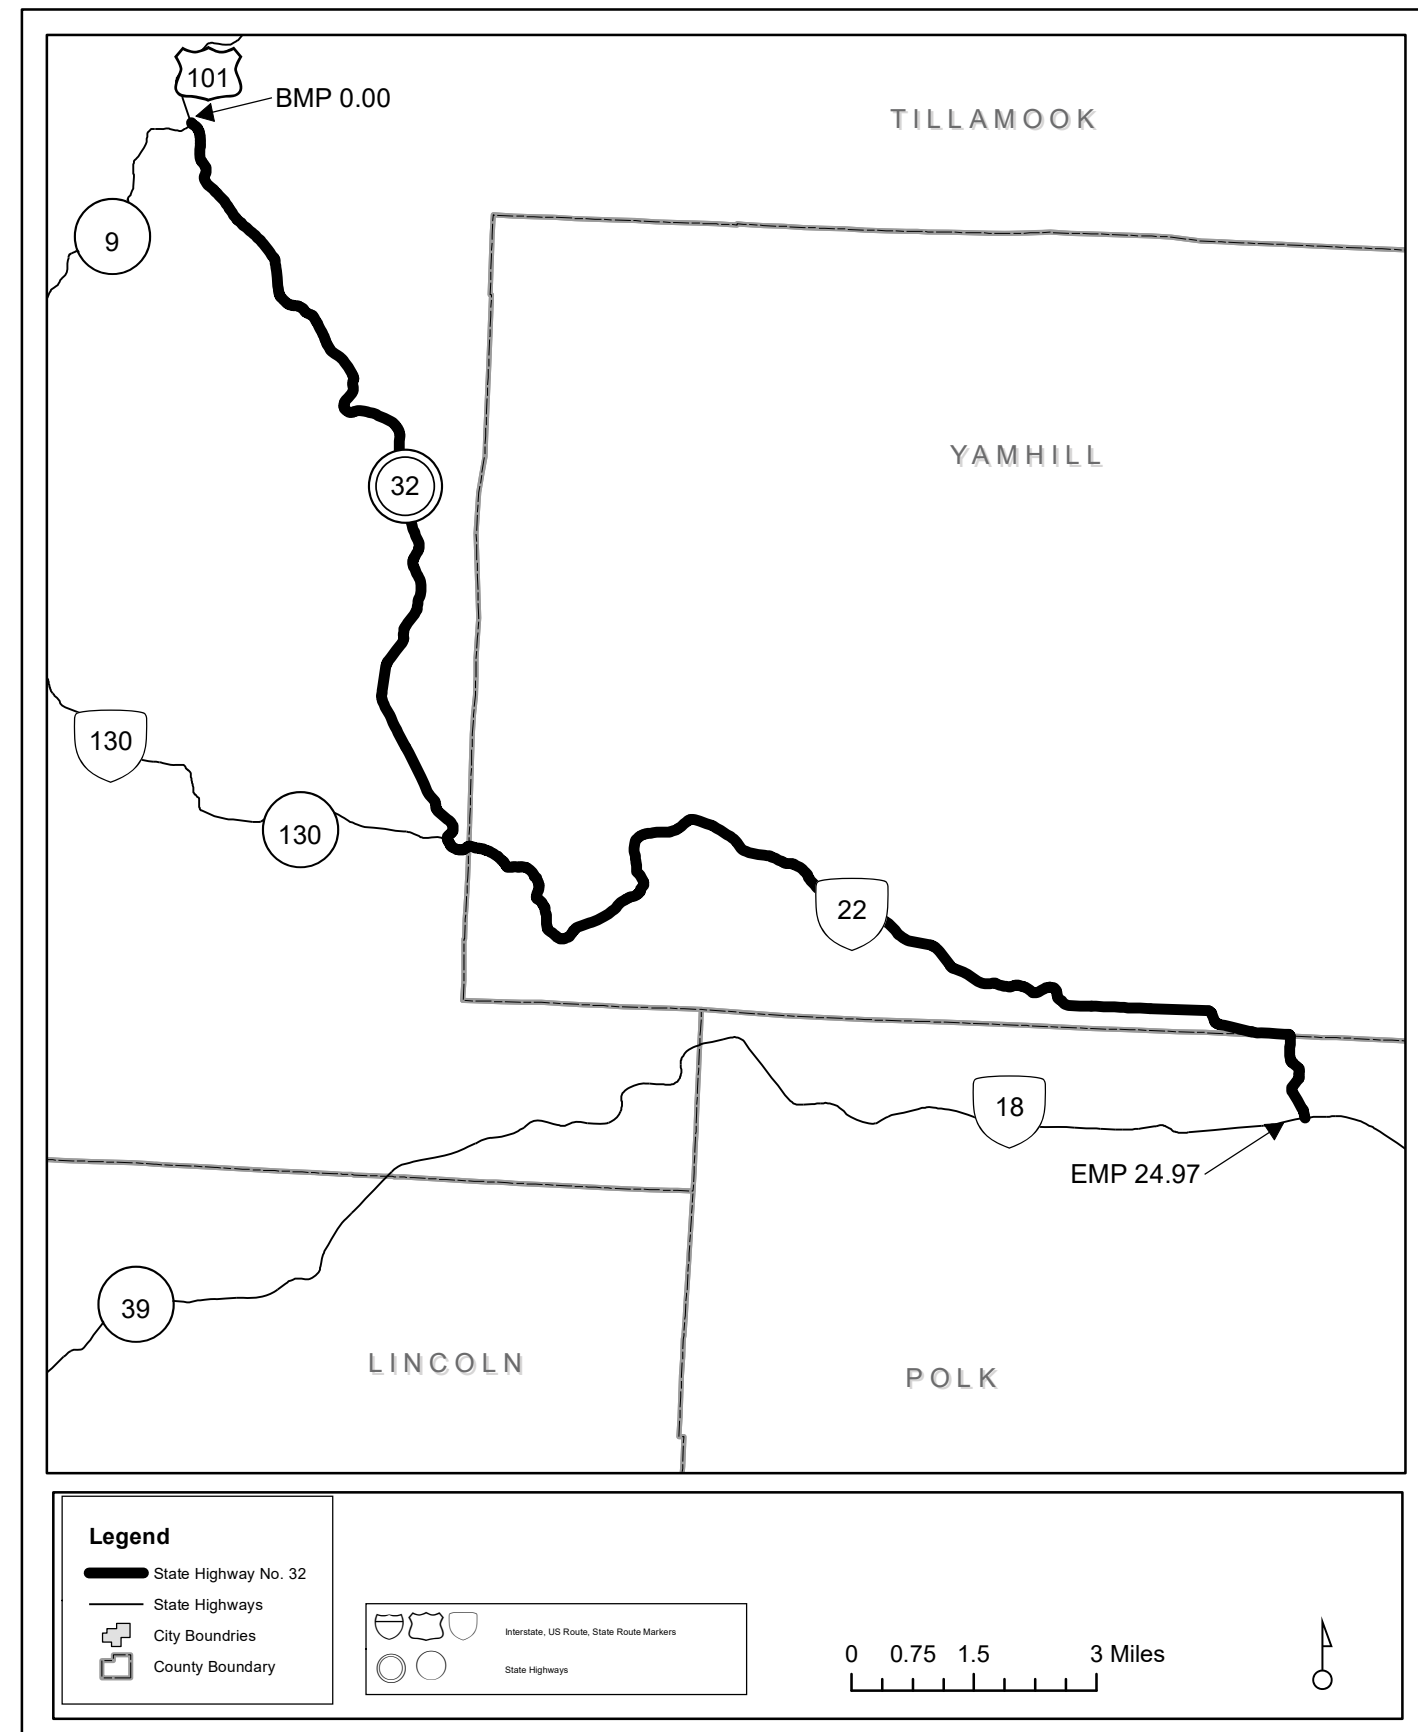 101
BMP 0.00
TILLAMOOK
9
YAMHILL
32
130
130
22
18
EMP 24.97
39
LINCOLN
POLK
Legend
State Highway No. 32
State Highways
City Boundries
County Boundary
Interstate, US Route, State Route Markers
State Highways
0 0.75 1.5 3 Miles